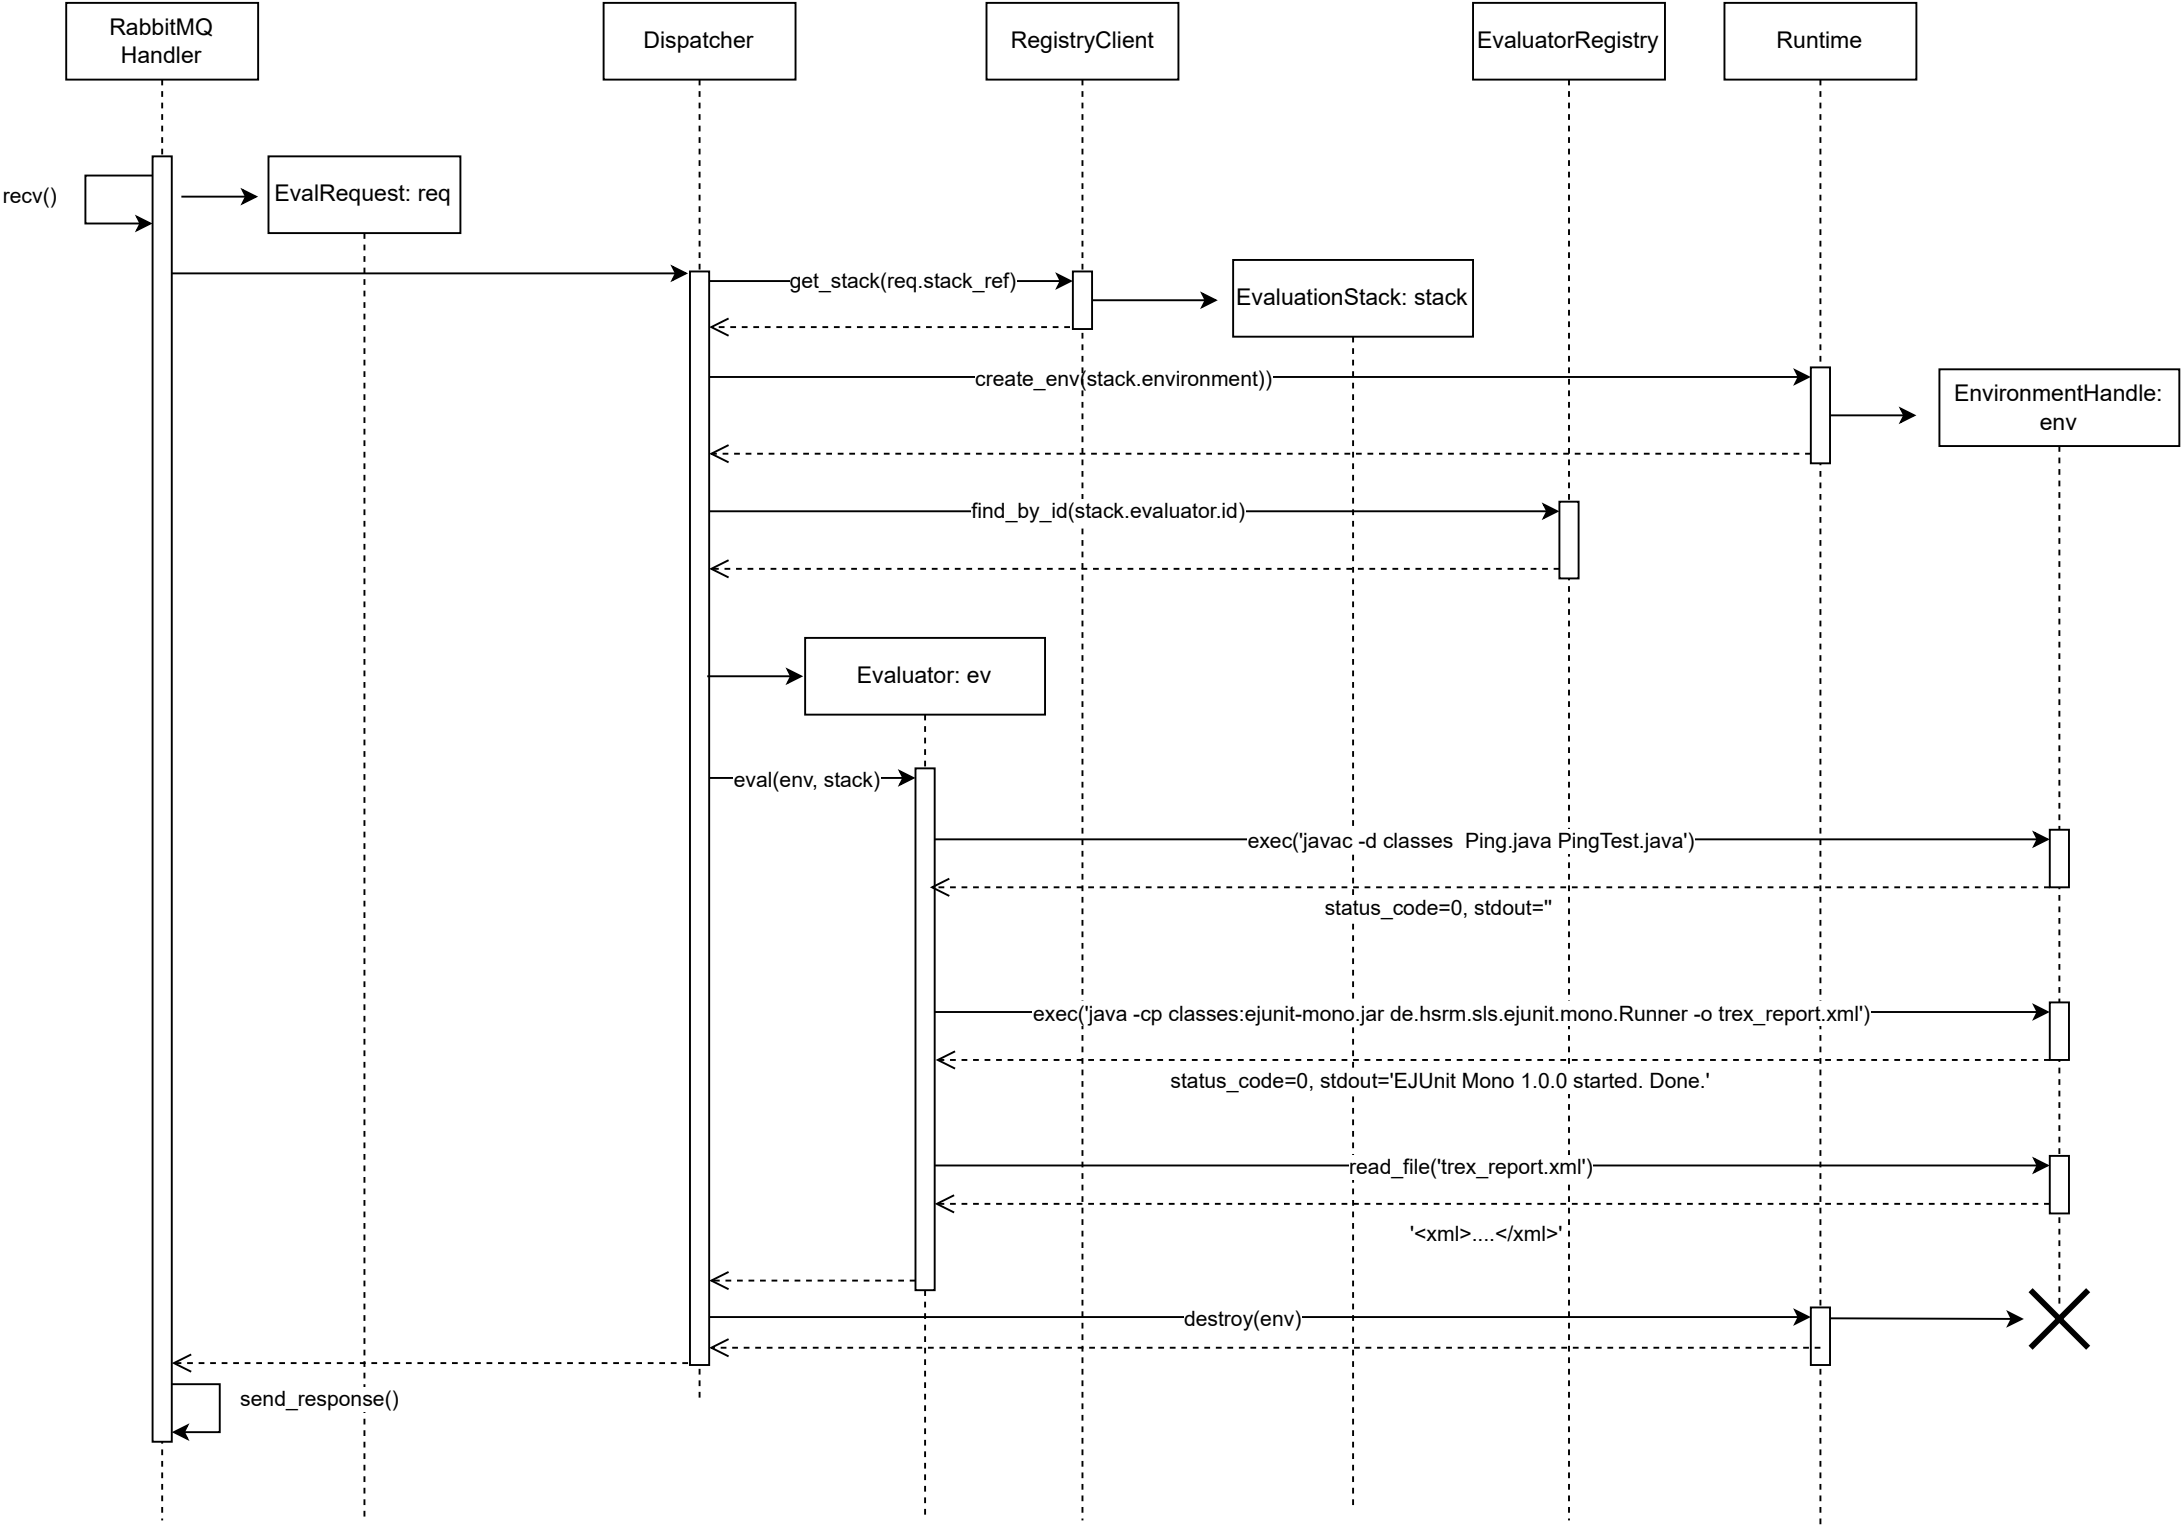 RabbitMQ
Handler
Dispatcher
RegistryClient
EvaluatorRegistry
Runtime
recv()
EvalRequest: req
get_stack(req.stack_ref)
EvaluationStack: stack
create_env(stack.environment))
EnvironmentHandle:
env
find_by_id(stack.evaluator.id)
Evaluator: ev
eval(env, stack)
exec('javac -d classes  Ping.java PingTest.java')
status_code=0, stdout=''
exec('java -cp classes:ejunit-mono.jar de.hsrm.sls.ejunit.mono.Runner -o trex_report.xml')
status_code=0, stdout='EJUnit Mono 1.0.0 started. Done.'
read_file('trex_report.xml')
'<xml>....</xml>'
destroy(env)
send_response()